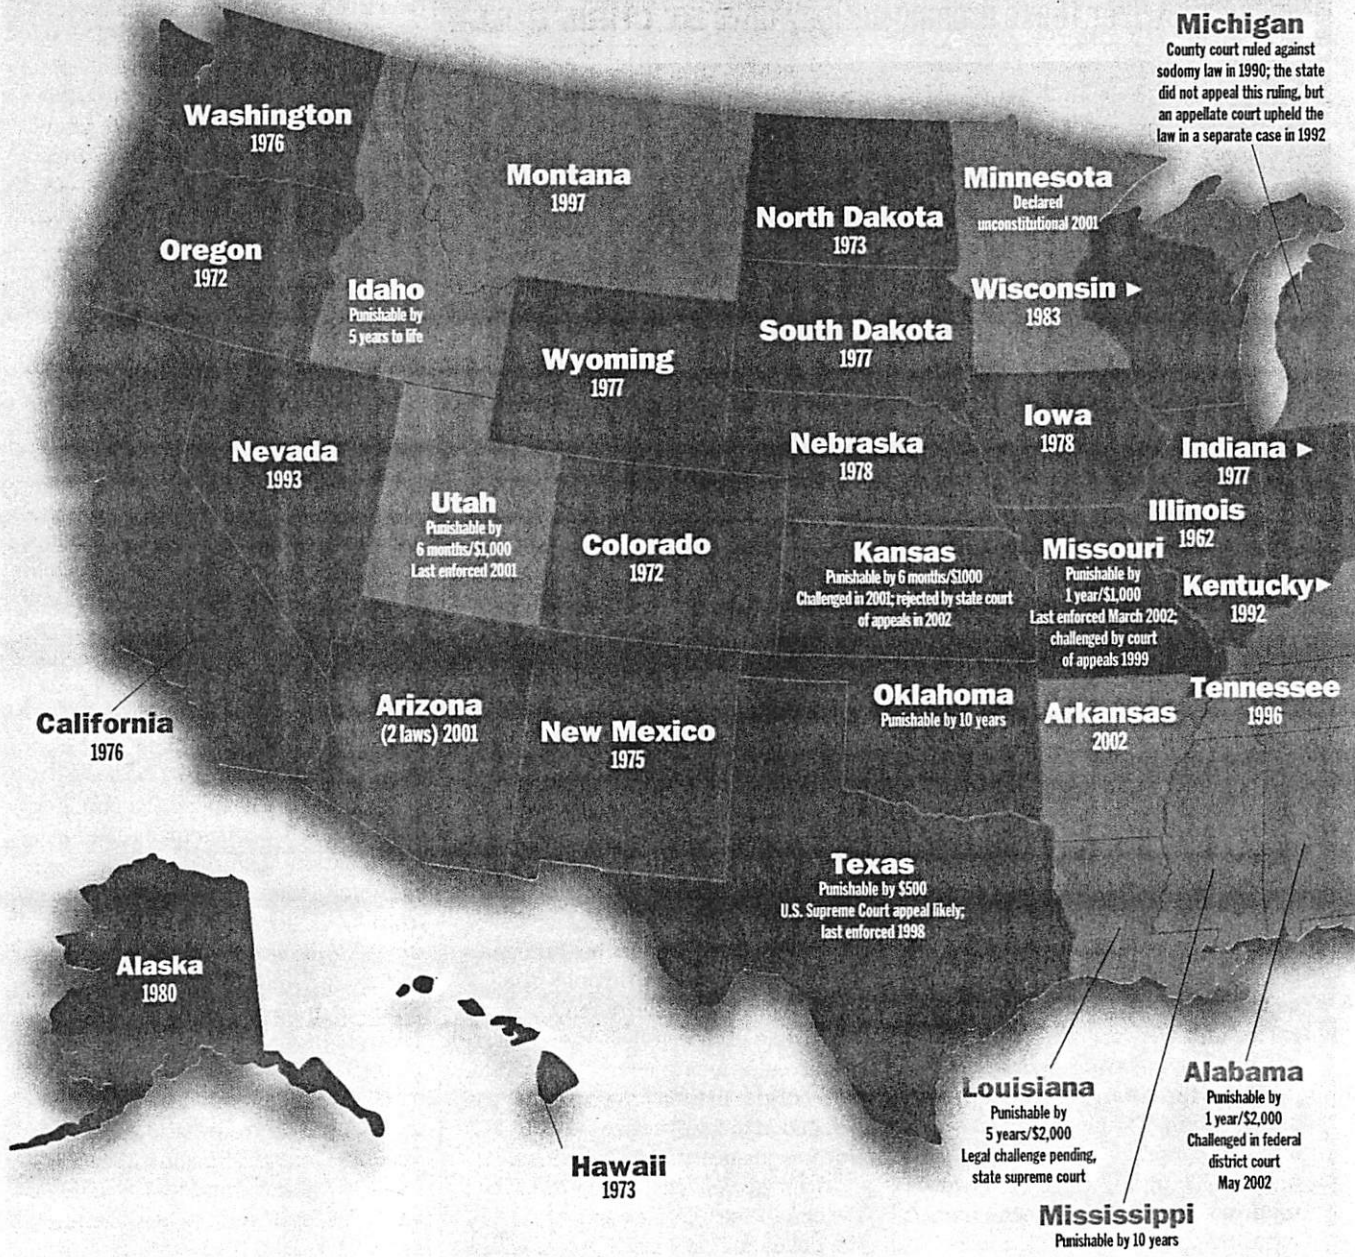 Michigan
County court ruled against
sodomy law in 1990; the state
did not appeal this ruling, but
an appellate court upheld the
law in a separate case in 1992
Washington
1976
Montana
1997
North Dakota
1973
Minnesota
Declared
unconstitutional 2001
Oregon
1972
Idaho
Punishable by
5 years to life
Wyoming
1977
South Dakota
1977
Wisconsin ►
1983
Nevada
1993
Utah
Punishable by
6 months/$1,000
Last enforced 2001
Colorado
1972
Nebraska
1978
Iowa
1978
Indiana ►
1977
Illinois
1962
Kansas
Punishable by 6 months/$1000
Challenged in 2001; rejected by state court
of appeals in 2002
Missouri
Punishable by
1 year/$1,000
Last enforced March 2002;
challenged by court
of appeals 1999
Kentucky►
1992
California
1976
Arizona
(2 laws) 2001
New Mexico
1975
Oklahoma
Punishable by 10 years
Arkansas
2002
Tennessee
1996
Texas
Punishable by $500
U.S. Supreme Court appeal likely;
last enforced 1998
Alaska
1980
Hawaii
1973
Louisiana
Punishable by
5 years/$2,000
Legal challenge pending,
state supreme court
Alabama
Punishable by
1 year/$2,000
Challenged in federal
district court
May 2002
Mississippi
Punishable by 10 years